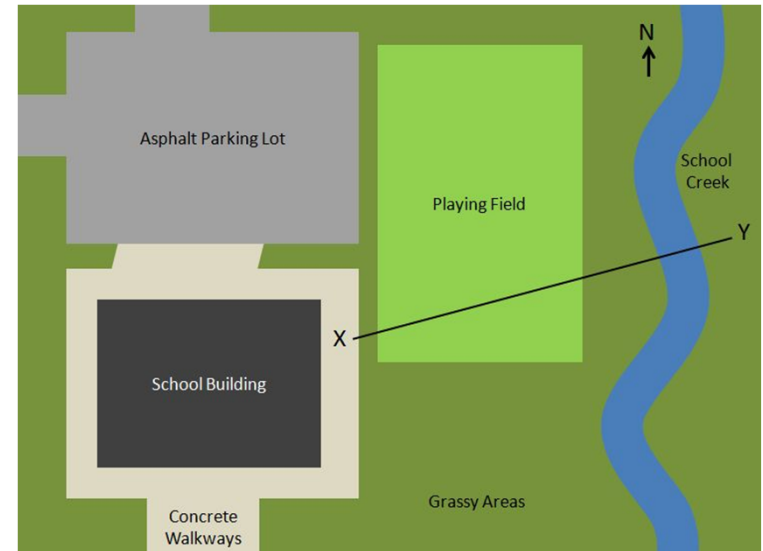 N
Asphalt Parking Lot
School
Creek
Playing Field
Y
X
School Building
Grassy Areas
Concrete
Walkways